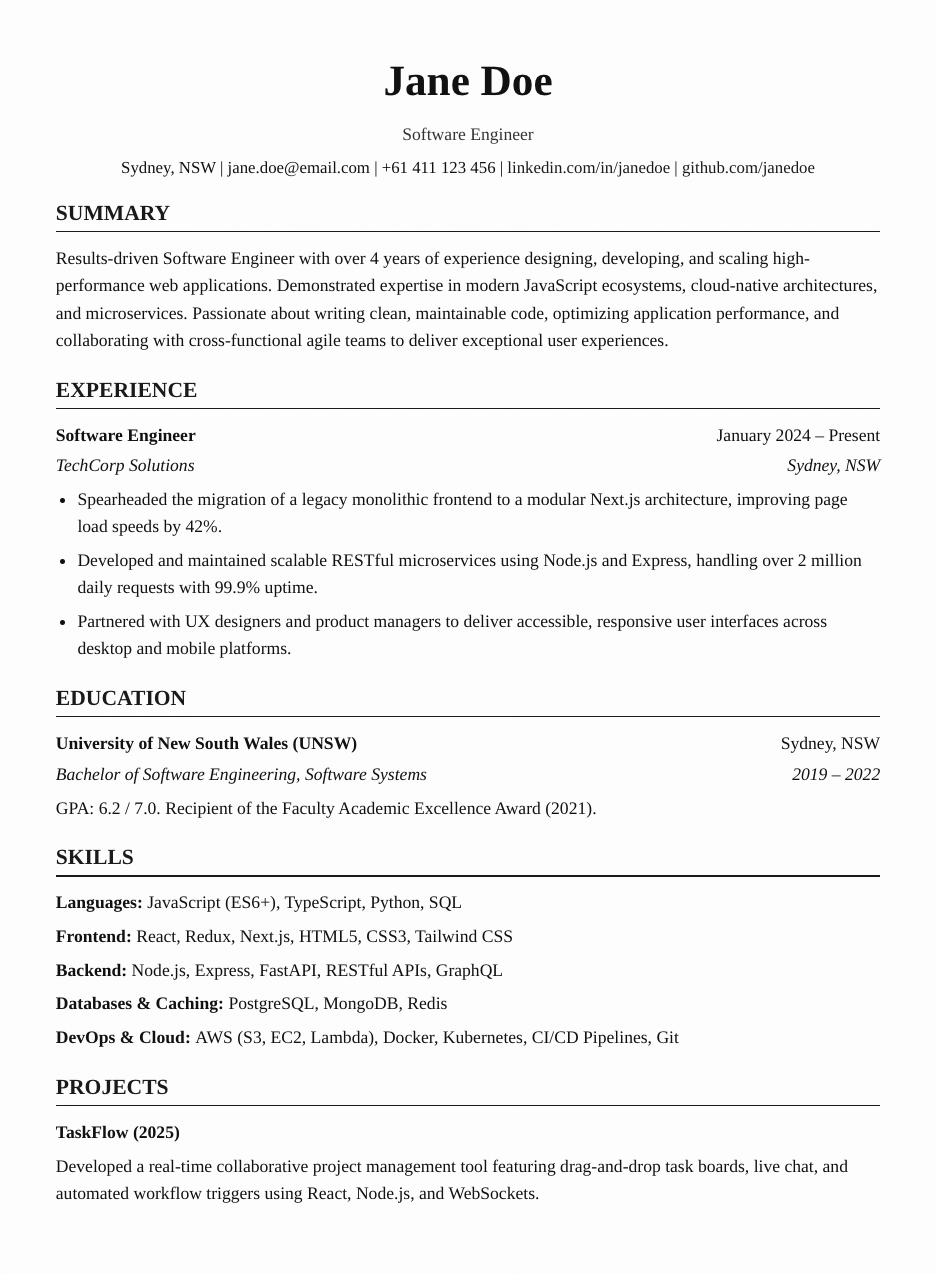 Jane Doe
Software Engineer
Sydney, NSW | jane.doe@email.com | +61 411 123 456 | linkedin.com/in/janedoe | github.com/janedoe
SUMMARY
Results-driven Software Engineer with over 4 years of experience designing, developing, and scaling high-
performance web applications. Demonstrated expertise in modern JavaScript ecosystems, cloud-native architectures,
and microservices. Passionate about writing clean, maintainable code, optimizing application performance, and
collaborating with cross-functional agile teams to deliver exceptional user experiences.
EXPERIENCE
Software Engineer January 2024 – Present
TechCorp Solutions Sydney, NSW
• Spearheaded the migration of a legacy monolithic frontend to a modular Next.js architecture, improving page
load speeds by 42%.
• Developed and maintained scalable RESTful microservices using Node.js and Express, handling over 2 million
daily requests with 99.9% uptime.
• Partnered with UX designers and product managers to deliver accessible, responsive user interfaces across
desktop and mobile platforms.
EDUCATION
University of New South Wales (UNSW) Sydney, NSW
Bachelor of Software Engineering, Software Systems 2019 – 2022
GPA: 6.2 / 7.0. Recipient of the Faculty Academic Excellence Award (2021).
SKILLS
Languages: JavaScript (ES6+), TypeScript, Python, SQL
Frontend: React, Redux, Next.js, HTML5, CSS3, Tailwind CSS
Backend: Node.js, Express, FastAPI, RESTful APIs, GraphQL
Databases & Caching: PostgreSQL, MongoDB, Redis
DevOps & Cloud: AWS (S3, EC2, Lambda), Docker, Kubernetes, CI/CD Pipelines, Git
PROJECTS
TaskFlow (2025)
Developed a real-time collaborative project management tool featuring drag-and-drop task boards, live chat, and
automated workflow triggers using React, Node.js, and WebSockets.